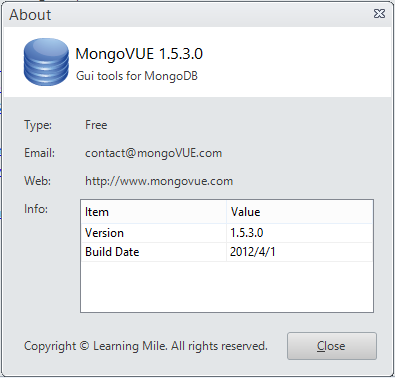 About
MongoVUE 1.5.3.0
Gui tools for MongoDB
Type: Free
Email: contact@mongoVUE.com
Web: http://www.mongovue.com
Info:
Item Value
Version 1.5.3.0
Build Date 2012/4/1
Copyright © Learning Mile. All rights reserved.
Close